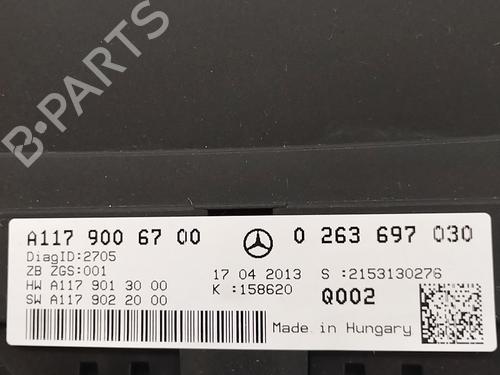 A117 900 67 00 0 263 697 030
DiagID:2705
ZB ZGS:001 17 04 2013 S :2153130276
HW A117 901 30 00 K :158620 Q002
SW A117 902 20 00
Made in Hungary
B-PARTS